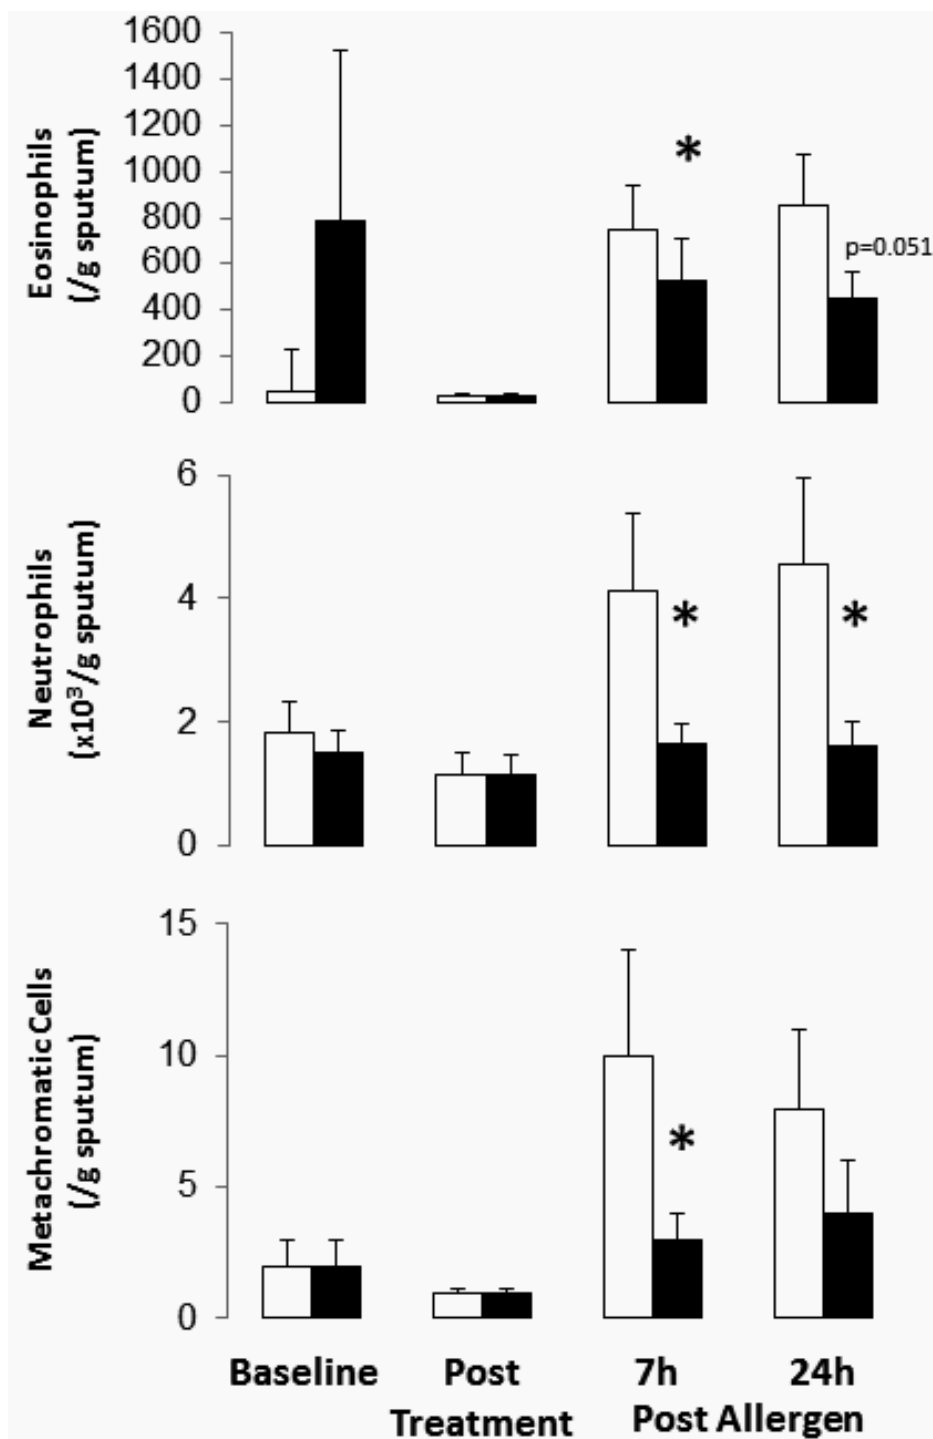 Eosinophils
(/g sputum)
1600
1400
1200
1000
800
600
400
200
0
*
p=0.051
Neutrophils
(x10³/g sputum)
6
4
2
0
*
*
Metachromatic Cells
(/g sputum)
15
10
5
0
*
Baseline
Post
Treatment
7h
24h
Post Allergen